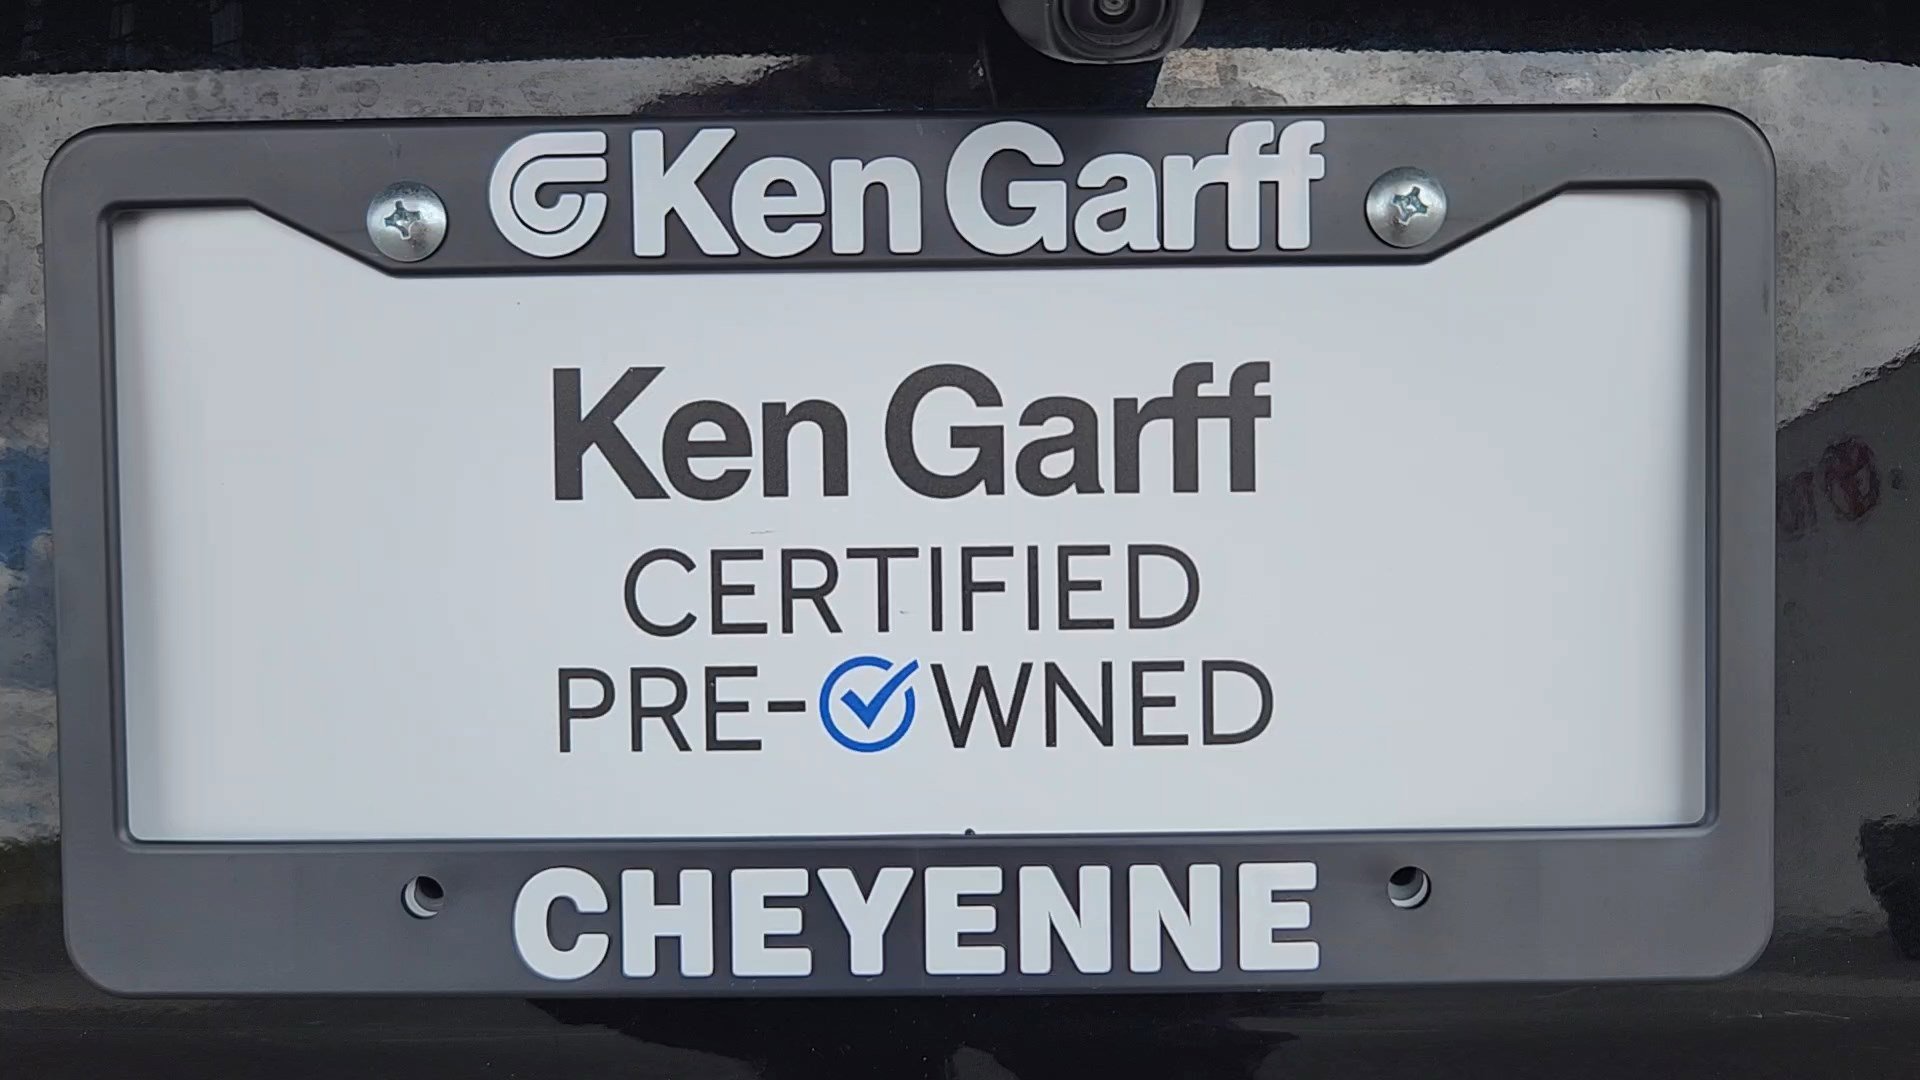 Ken Garff
Ken Garff
CERTIFIED
PRE-OWNED
CHEYENNE